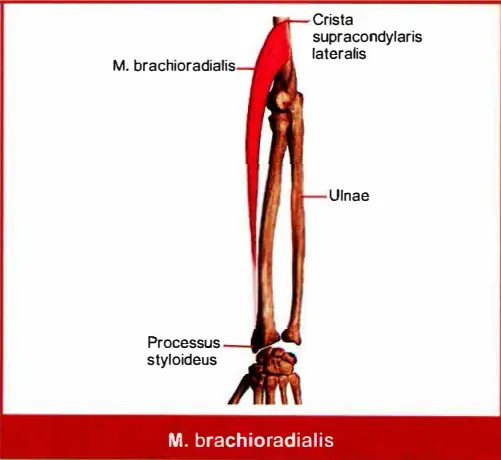 Crista
supracondylaris
lateralis
M. brachioradialis
Ulnae
Processus
styloideus
M. brachioradialis